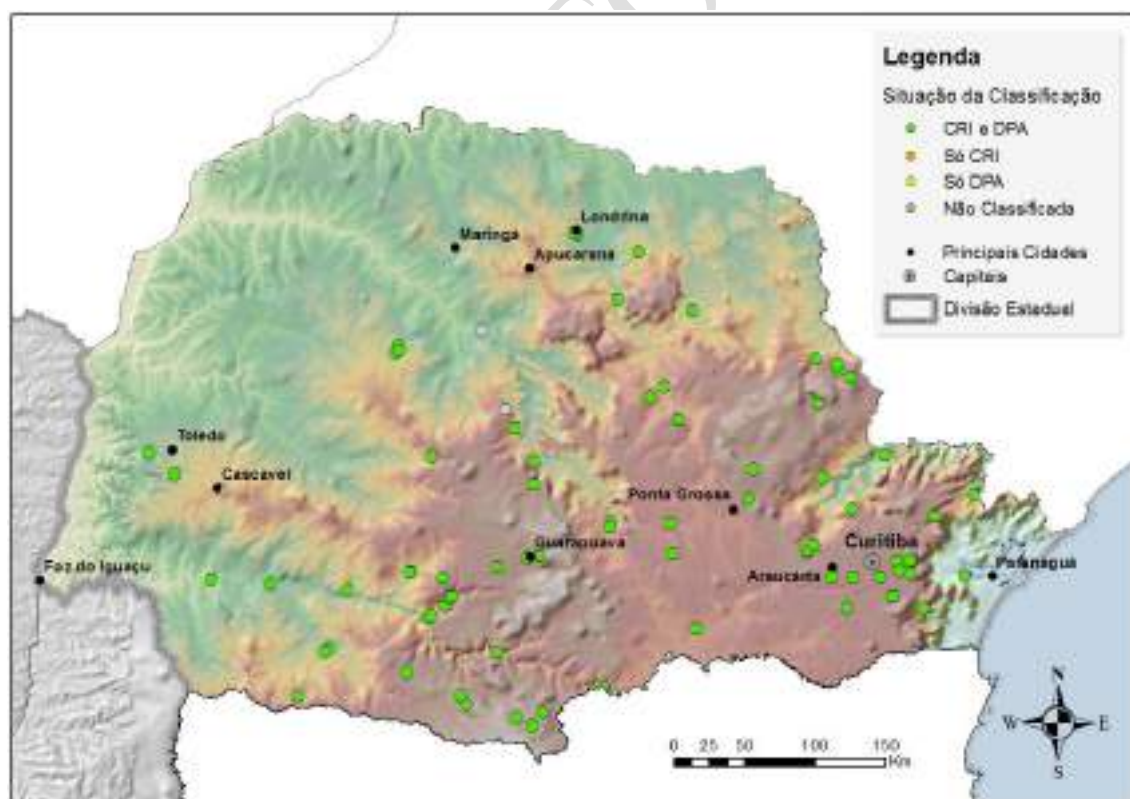 Legenda
Situação da Classificação
CRI e DPA
Só CRI
Só DPA
Não Classificada
Principais Cidades
Capitais
Divisão Estadual
Londrina
Maringa
Apucarana
Toledo
Cascavel
Ponta Grossa
Guarapuava
Curitiba
Foz do Iguaçu
Araucária
Paranagua
N
W E
S
0 25 50 100 150
Km